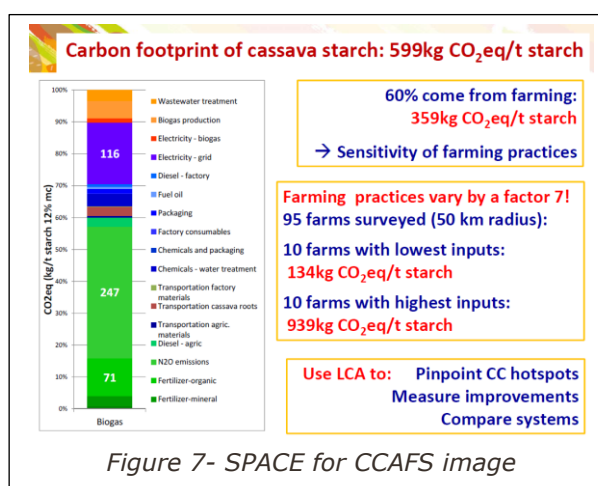 Carbon footprint of cassava starch: 599kg CO₂eq/t starch
CO2eq (kg/t starch 12% mc)
100%
90%
80%
70%
60%
50%
40%
30%
20%
10%
0%
116
247
71
Biogas
Wastewater treatment
Biogas production
Electricity - biogas
Electricity - grid
Diesel - factory
Fuel oil
Packaging
Factory consumables
Chemicals and packaging
Chemicals - water treatment
Transportation factory
materials
Transportation cassava roots
Transportation agric.
materials
Diesel - agric
N2O emissions
Fertilizer-organic
Fertilizer-mineral
60% come from farming:
359kg CO₂eq/t starch
→ Sensitivity of farming practices
Farming practices vary by a factor 7!
95 farms surveyed (50 km radius):
10 farms with lowest inputs:
134kg CO₂eq/t starch
10 farms with highest inputs:
939kg CO₂eq/t starch
Use LCA to: Pinpoint CC hotspots
Measure improvements
Compare systems
Figure 7- SPACE for CCAFS image